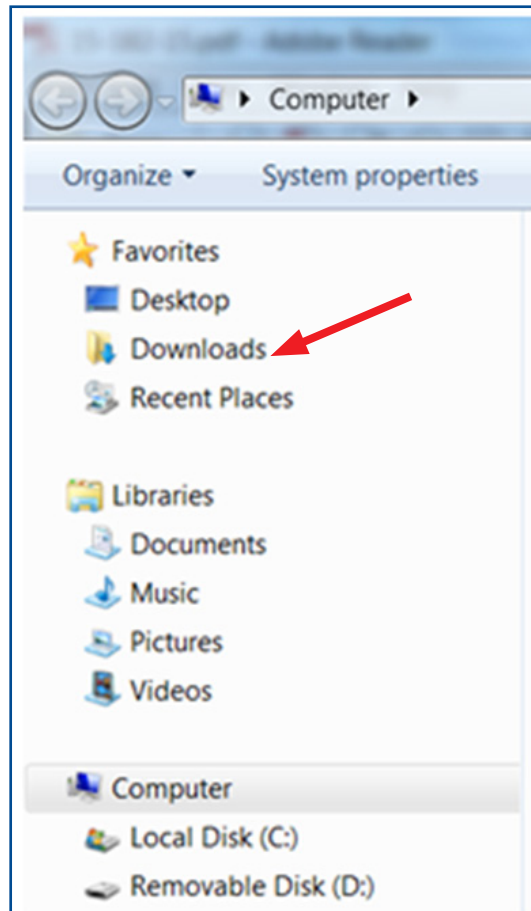 Computer
Organize System properties
Favorites
Desktop
Downloads
Recent Places
Libraries
Documents
Music
Pictures
Videos
Computer
Local Disk (C:)
Removable Disk (D:)